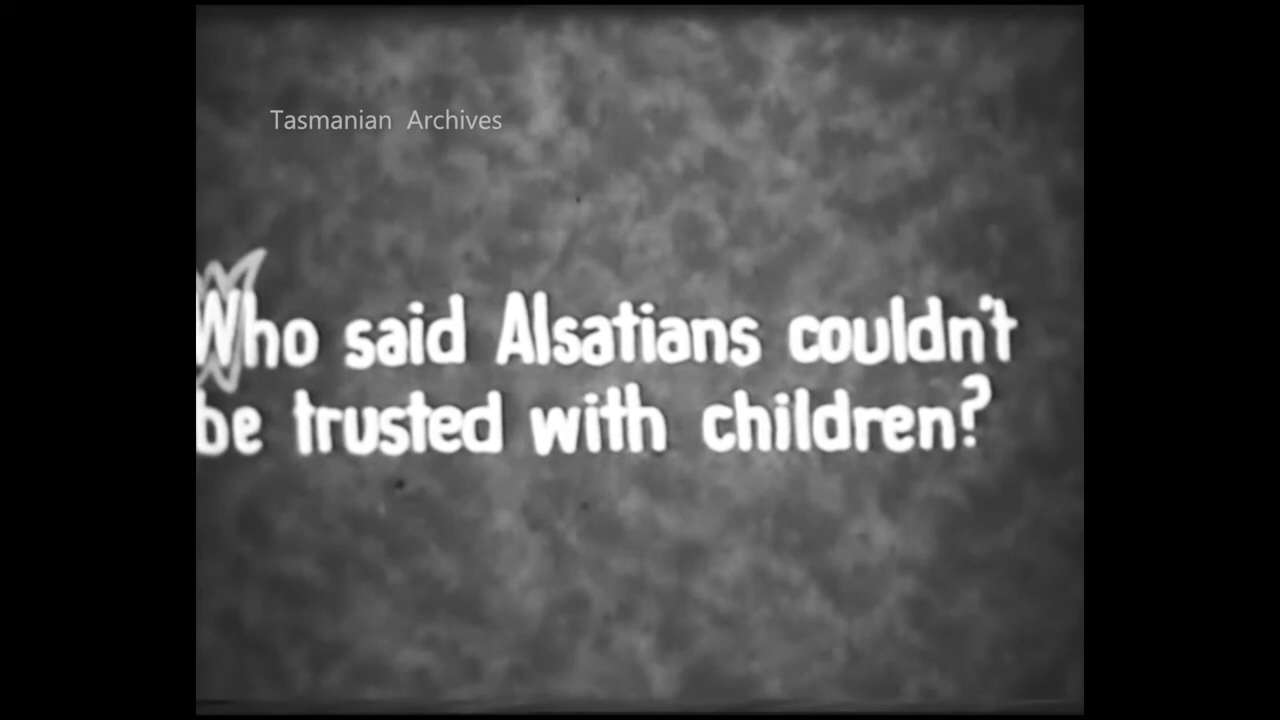 Tasmanian Archives
Who said Alsatians couldn't
be trusted with children?